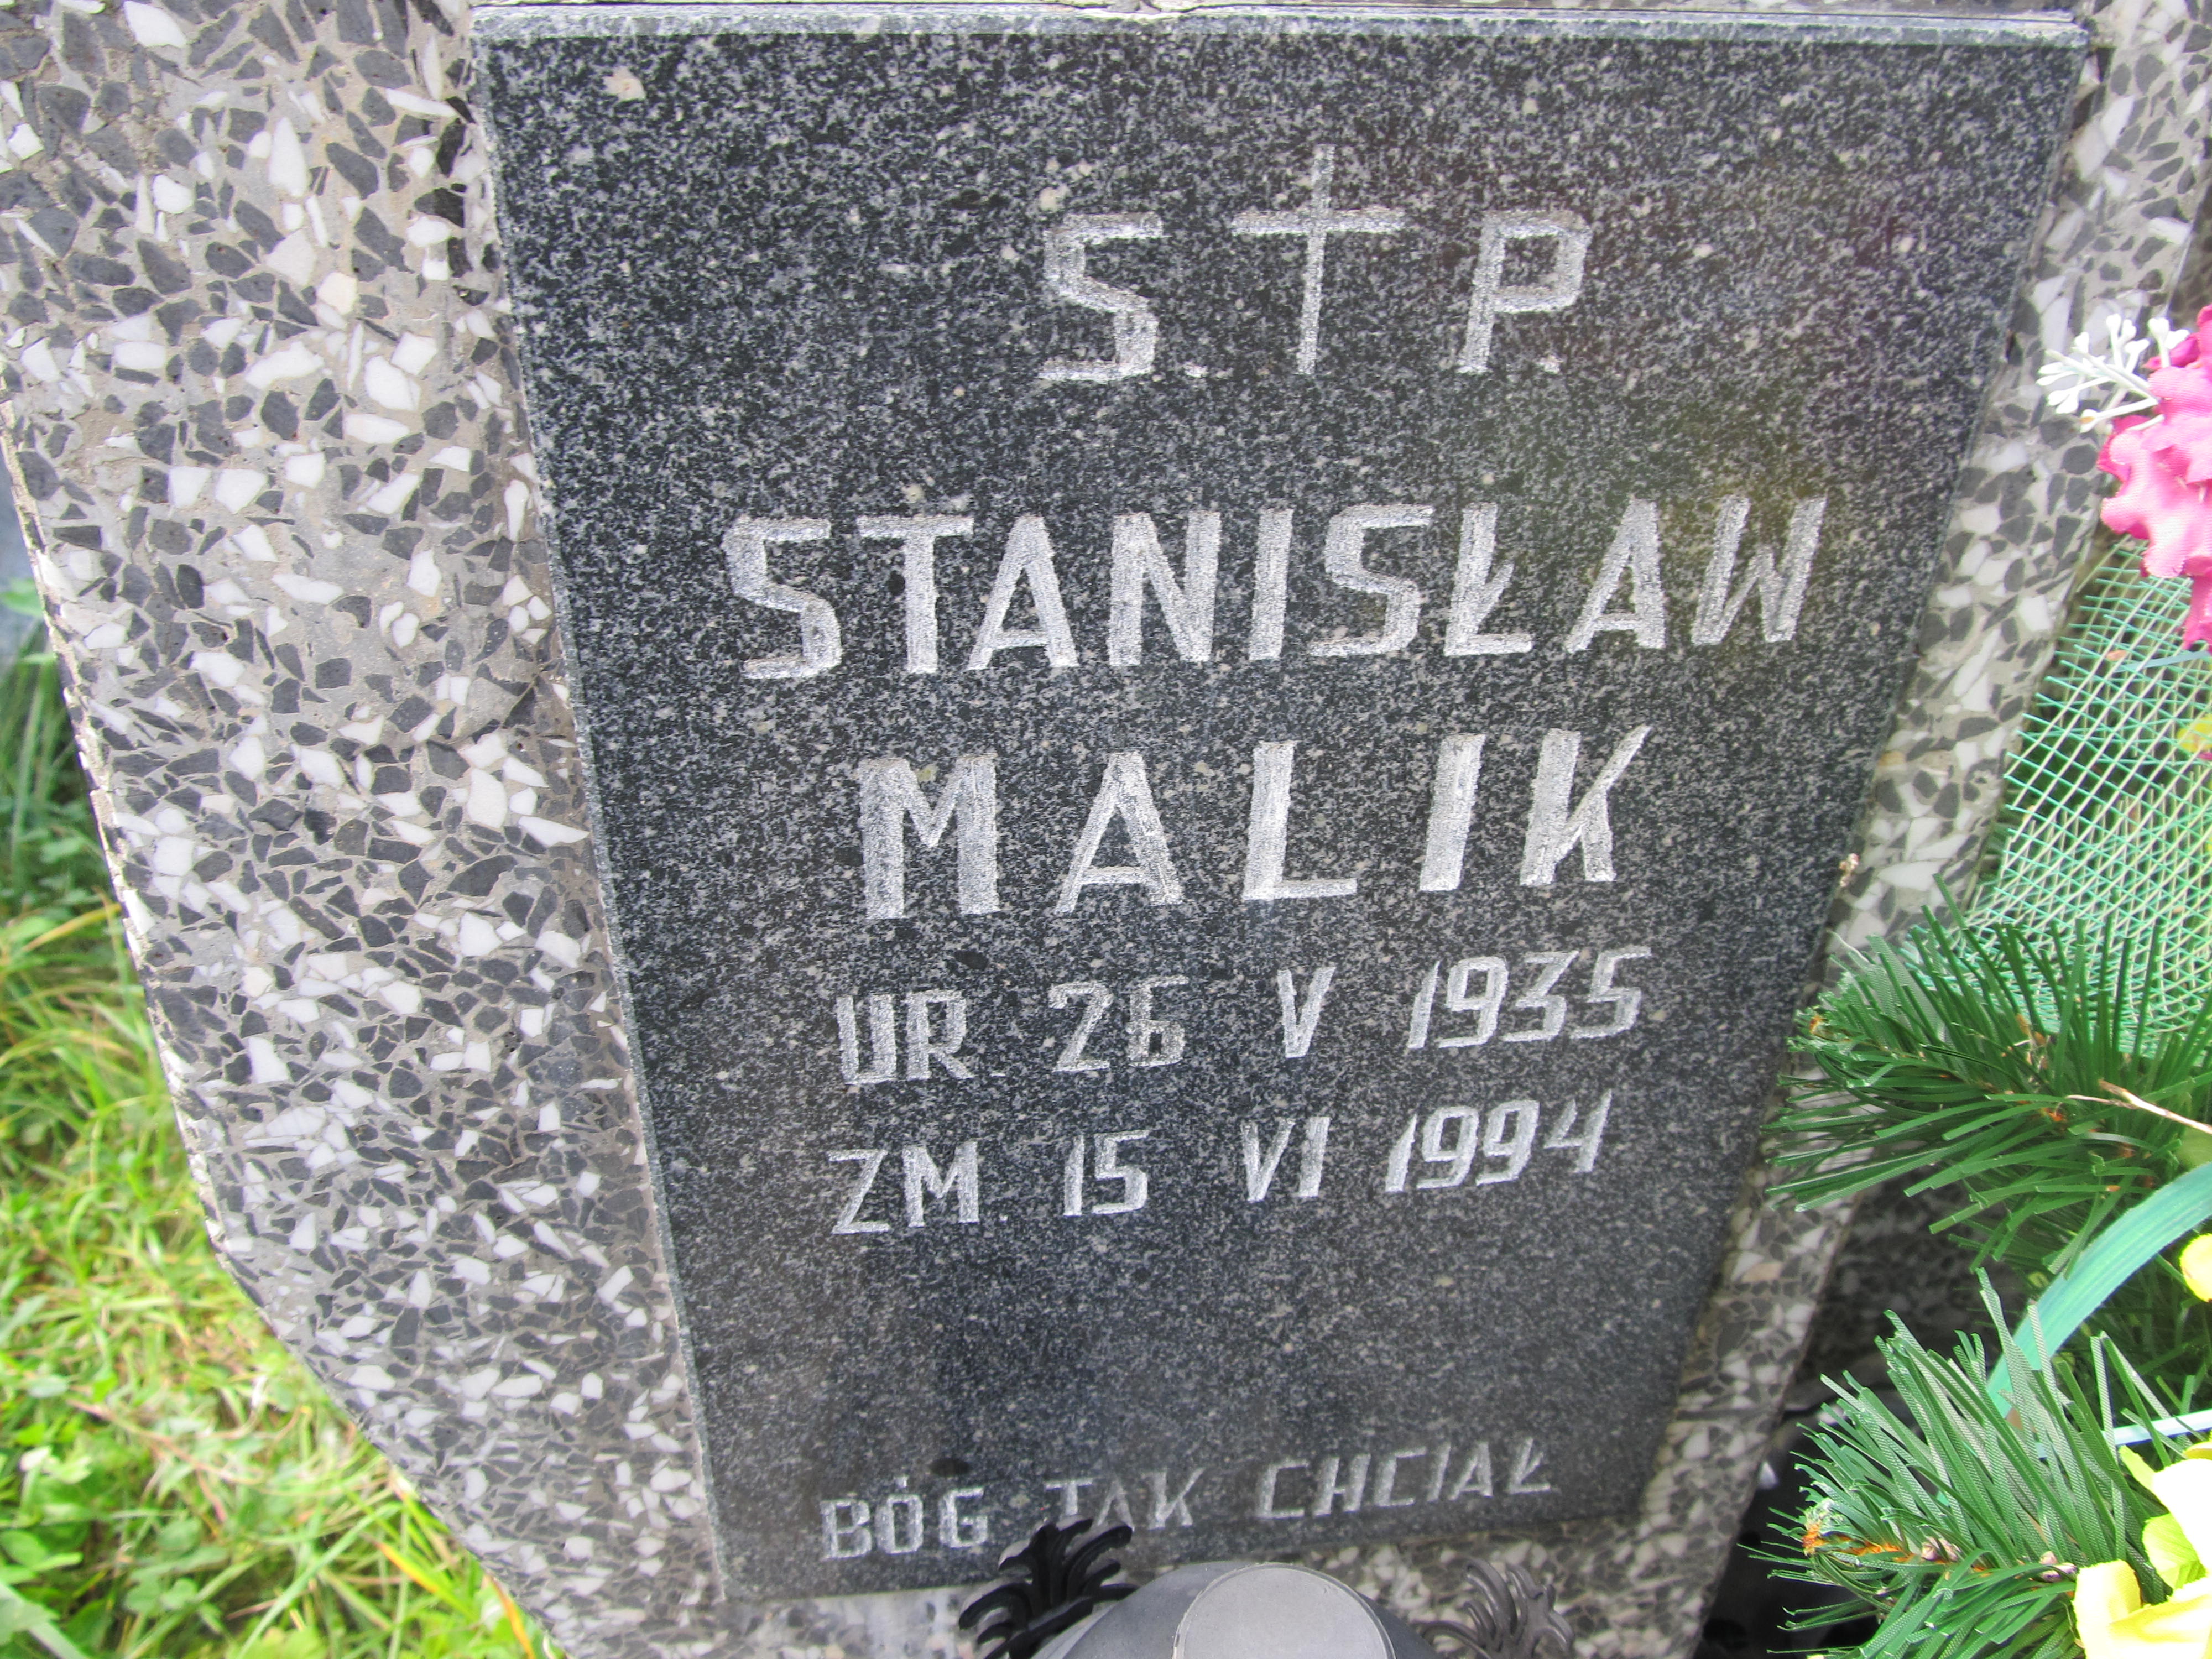 S. † P.
STANISŁAW
MALIK
UR. 26 V 1935
ZM. 15 VI 1994
BÓG TAK CHCIAŁ